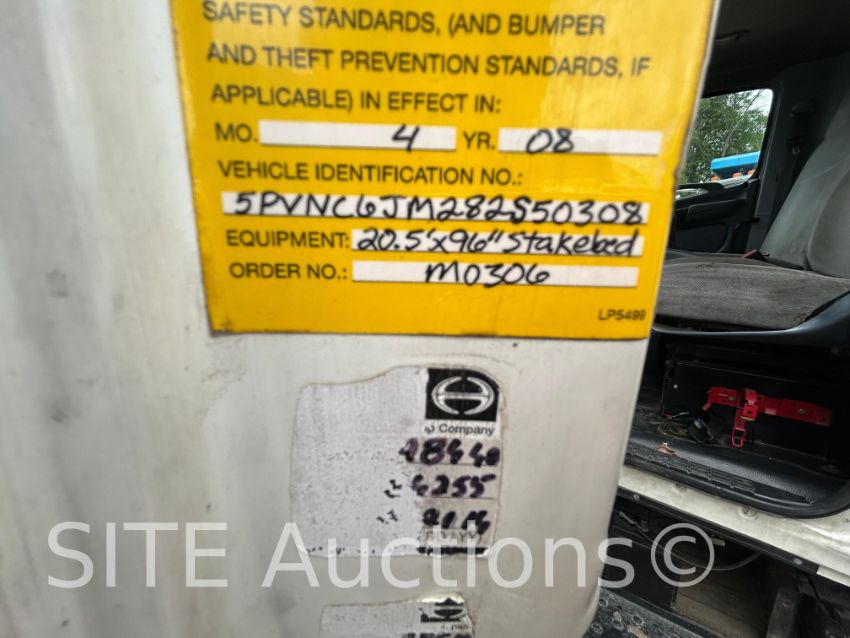 SAFETY STANDARDS, (AND BUMPER
AND THEFT PREVENTION STANDARDS, IF
APPLICABLE) IN EFFECT IN:
MO. 4 YR. 08
VEHICLE IDENTIFICATION NO.:
5PVNC6JM282S50308
EQUIPMENT: 20.5'x96" Stakebed
ORDER NO.: M0306
LP5499
Company
4255
SITE Auctions©